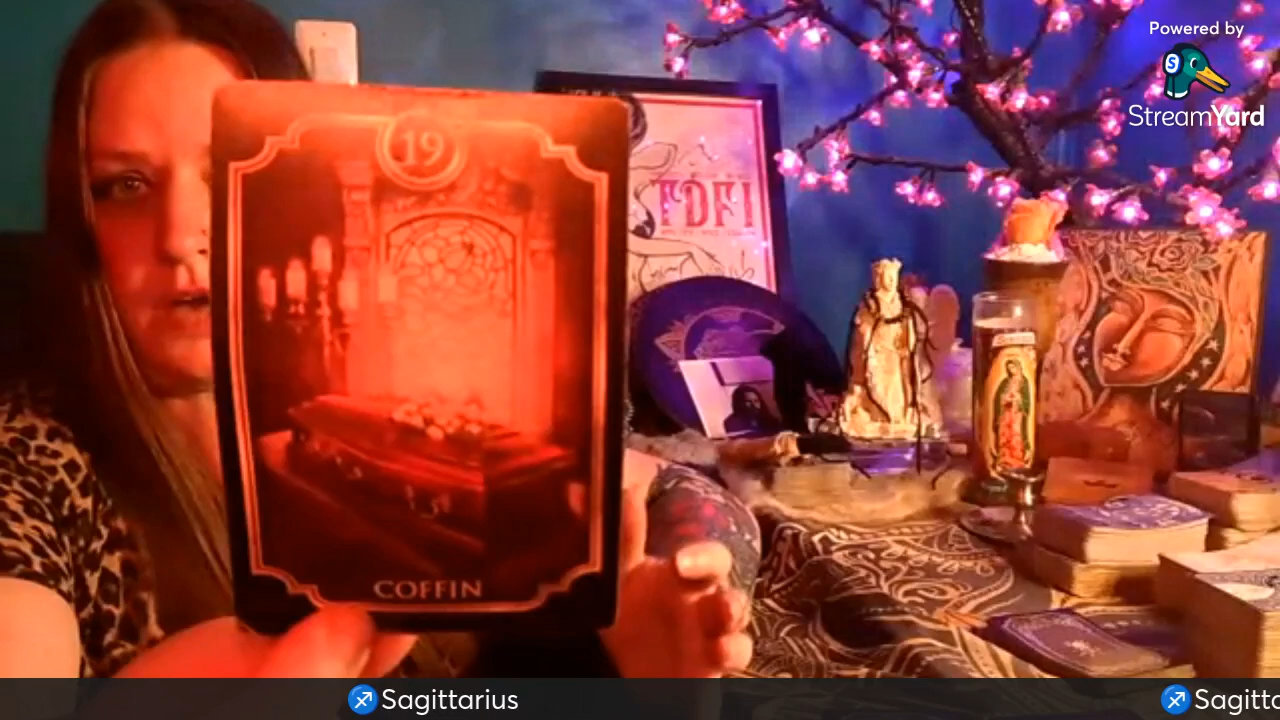 Powered by
StreamYard
19
TDFI
COFFIN
Sagittarius
Sagitta